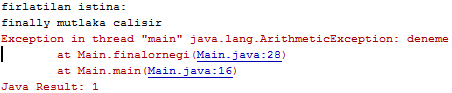 firlatilan istina:
finally mutlaka calisir
Exception in thread "main" java.lang.ArithmeticException: deneme
at Main.finalornegi(Main.java:28)
at Main.main(Main.java:16)
Java Result: 1